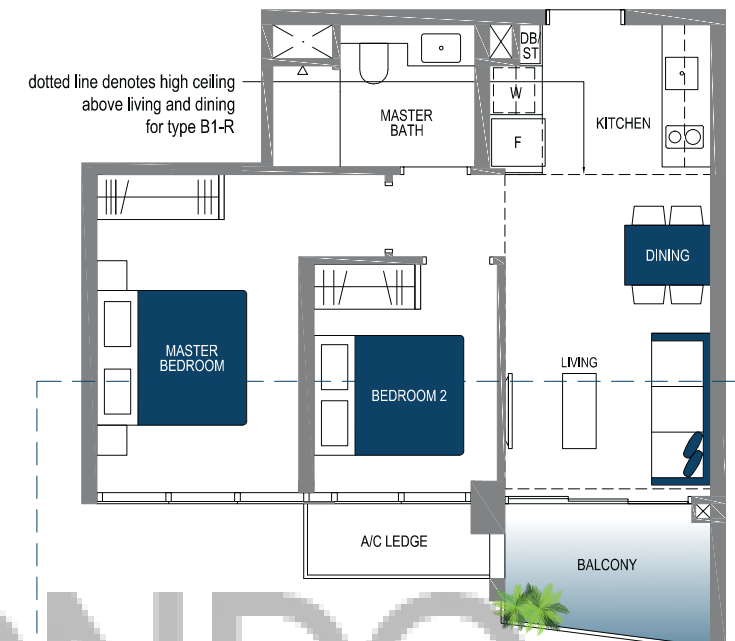 DB/
ST
dotted line denotes high ceiling
above living and dining
for type B1-R
W
MASTER
BATH
KITCHEN
F
DINING
MASTER
BEDROOM
LIVING
BEDROOM 2
A/C LEDGE
BALCONY